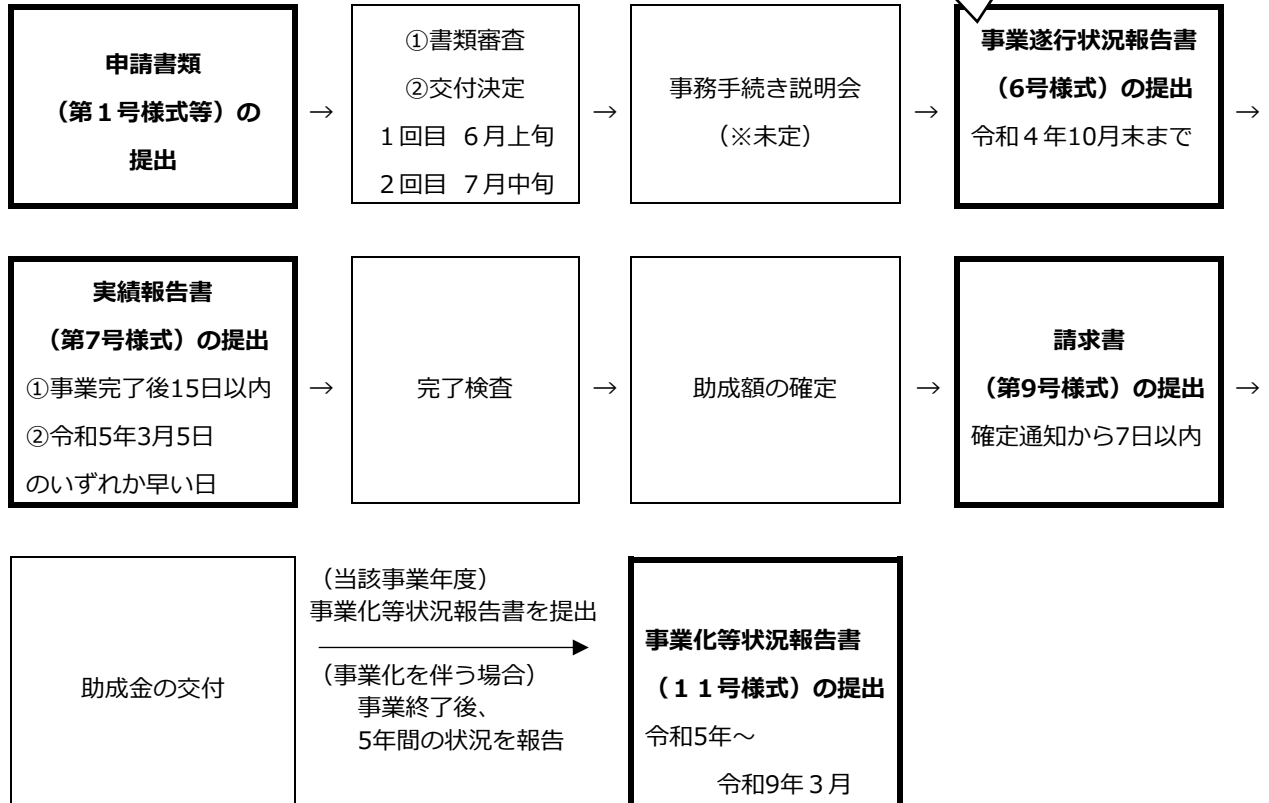 申請書類
（第１号様式等）の
提出
→
①書類審査
②交付決定
１回目 ６月上旬
２回目 ７月中旬
→
事務手続き説明会
（※未定）
→
事業遂行状況報告書
（6号様式）の提出
令和４年10月末まで
→
実績報告書
（第7号様式）の提出
①事業完了後15日以内
②令和5年3月5日
のいずれか早い日
→
完了検査
→
助成額の確定
→
請求書
（第9号様式）の提出
確定通知から7日以内
→
助成金の交付
（当該事業年度）
事業化等状況報告書を提出
（事業化を伴う場合）
事業終了後、
5年間の状況を報告
事業化等状況報告書
（１１号様式）の提出
令和5年～
令和9年３月